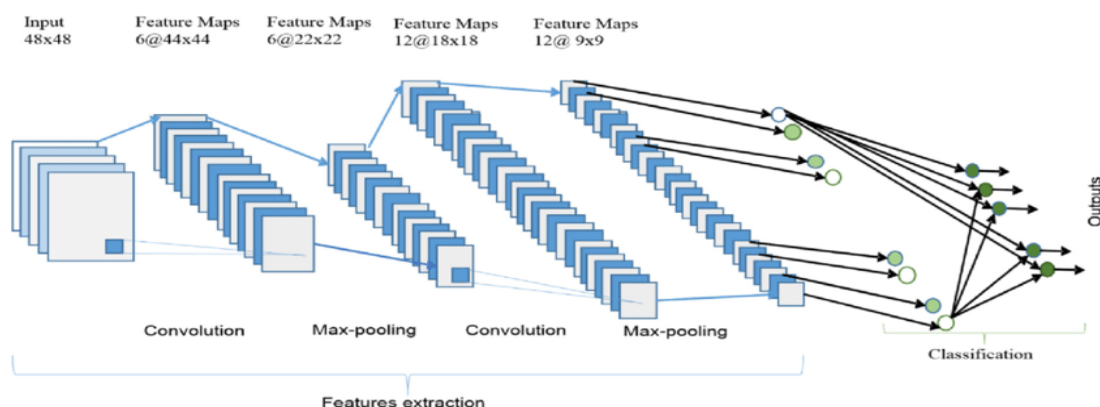 Input
48x48
Feature Maps
6@44x44
Feature Maps
6@22x22
Feature Maps
12@18x18
Feature Maps
12@ 9x9
Outputs
Convolution
Max-pooling
Convolution
Max-pooling
Classification
Features extraction